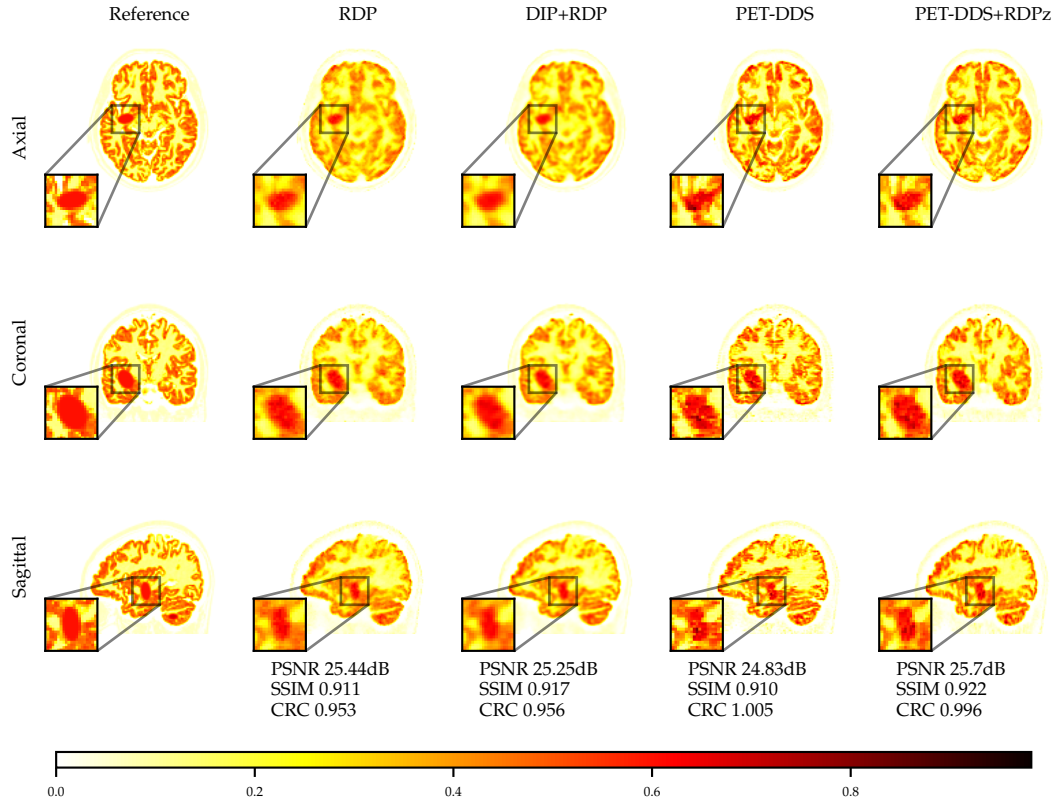 Reference RDP DIP+RDP PET-DDS PET-DDS+RDPz
Axial
Coronal
Sagittal
PSNR 25.44dB PSNR 25.25dB PSNR 24.83dB PSNR 25.7dB
SSIM 0.911 SSIM 0.917 SSIM 0.910 SSIM 0.922
CRC 0.953 CRC 0.956 CRC 1.005 CRC 0.996
0.0 0.2 0.4 0.6 0.8